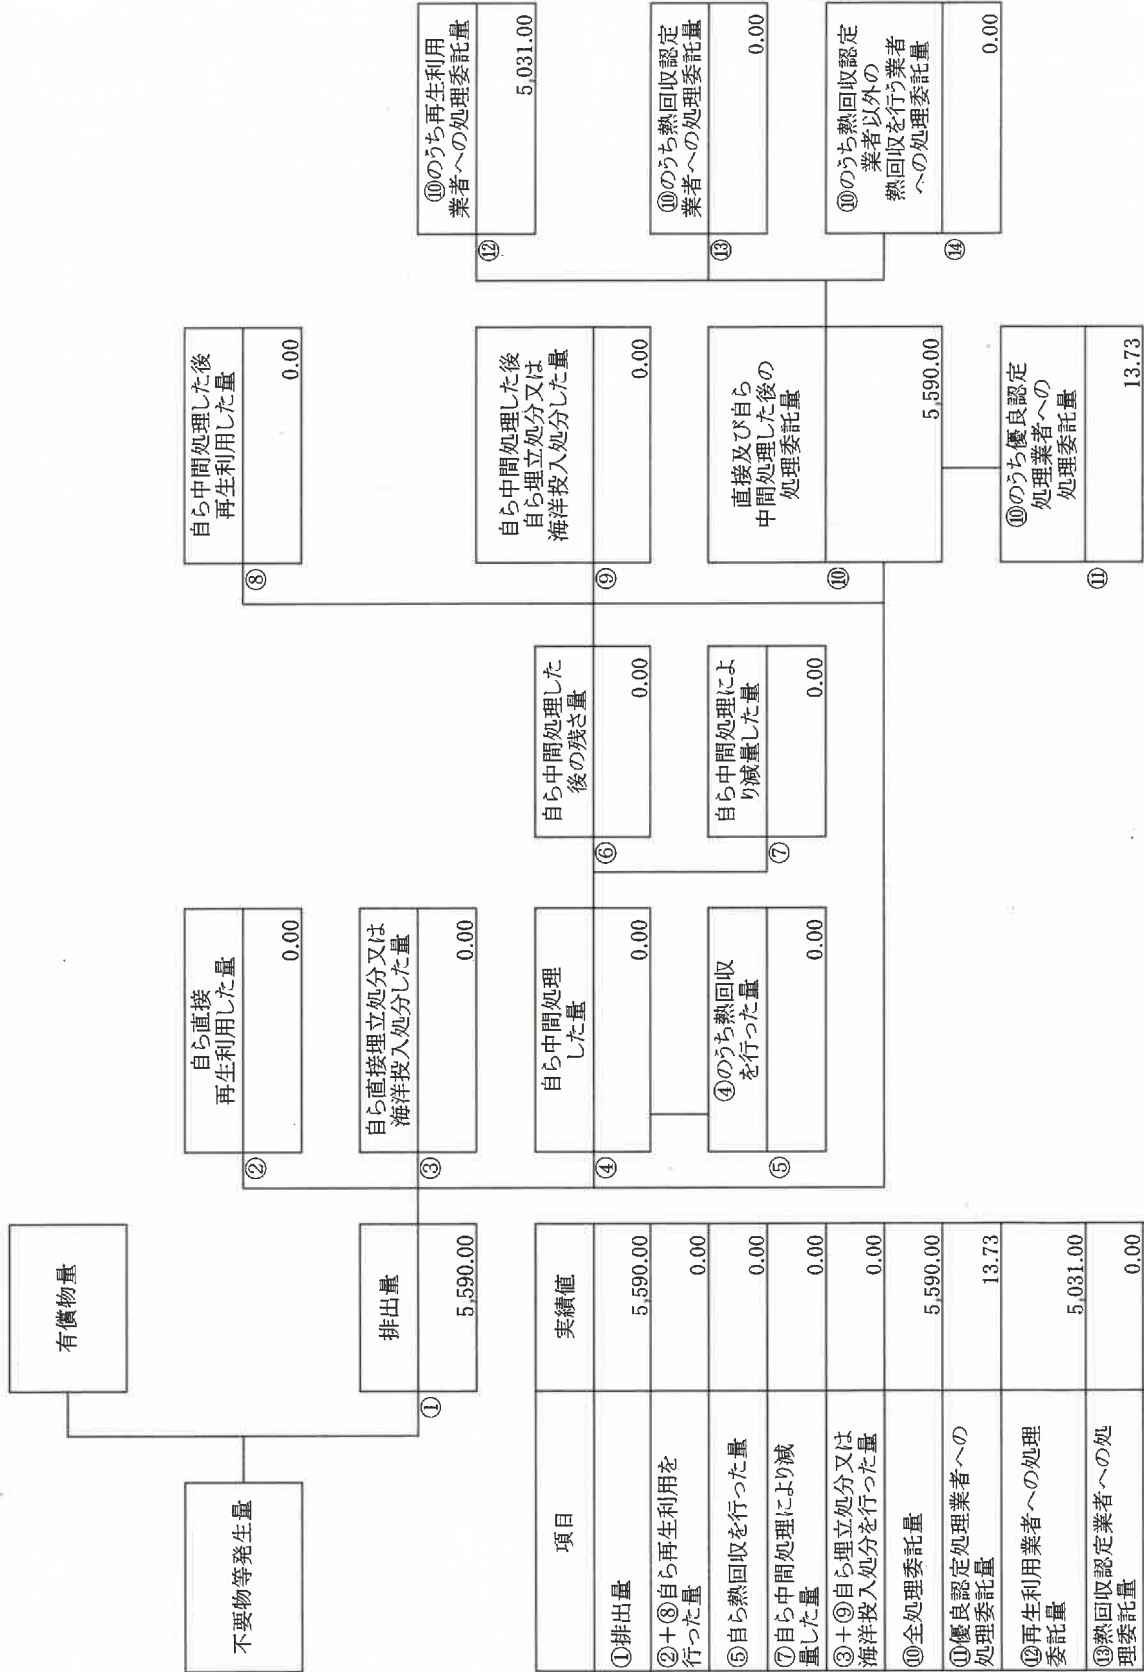 有償物量
不要物等発生量
排出量
①
5,590.00
自ら直接
再生利用した量
②
0.00
自ら直接埋立処分又は
海洋投入処分した量
③
0.00
自ら中間処理
した量
④
0.00
④のうち熱回収
を行った量
⑤
0.00
自ら中間処理した
後の残さ量
⑥
0.00
自ら中間処理によ
り減量した量
⑦
0.00
自ら中間処理した後
再生利用した量
⑧
0.00
自ら中間処理した後
自ら埋立処分又は
海洋投入処分した量
⑨
0.00
直接及び自ら
中間処理した後の
処理委託量
⑩
5,590.00
⑩のうち優良認定
処理業者への
処理委託量
⑪
13.73
⑩のうち再生利用
業者への処理委託量
⑫
5,031.00
⑩のうち熱回収認定
業者への処理委託量
⑬
0.00
⑩のうち熱回収認定
業者以外の
熱回収を行う業者
への処理委託量
⑭
0.00
項目
実績値
①排出量
5,590.00
②+⑧自ら再生利用を
行った量
0.00
⑤自ら熱回収を行った量
0.00
⑦自ら中間処理により減
量した量
0.00
③+⑨自ら埋立処分又は
海洋投入処分を行った量
0.00
⑩全処理委託量
5,590.00
⑪優良認定処理業者への
処理委託量
13.73
⑫再生利用業者への処理
委託量
5,031.00
⑬熱回収認定業者への処
理委託量
0.00